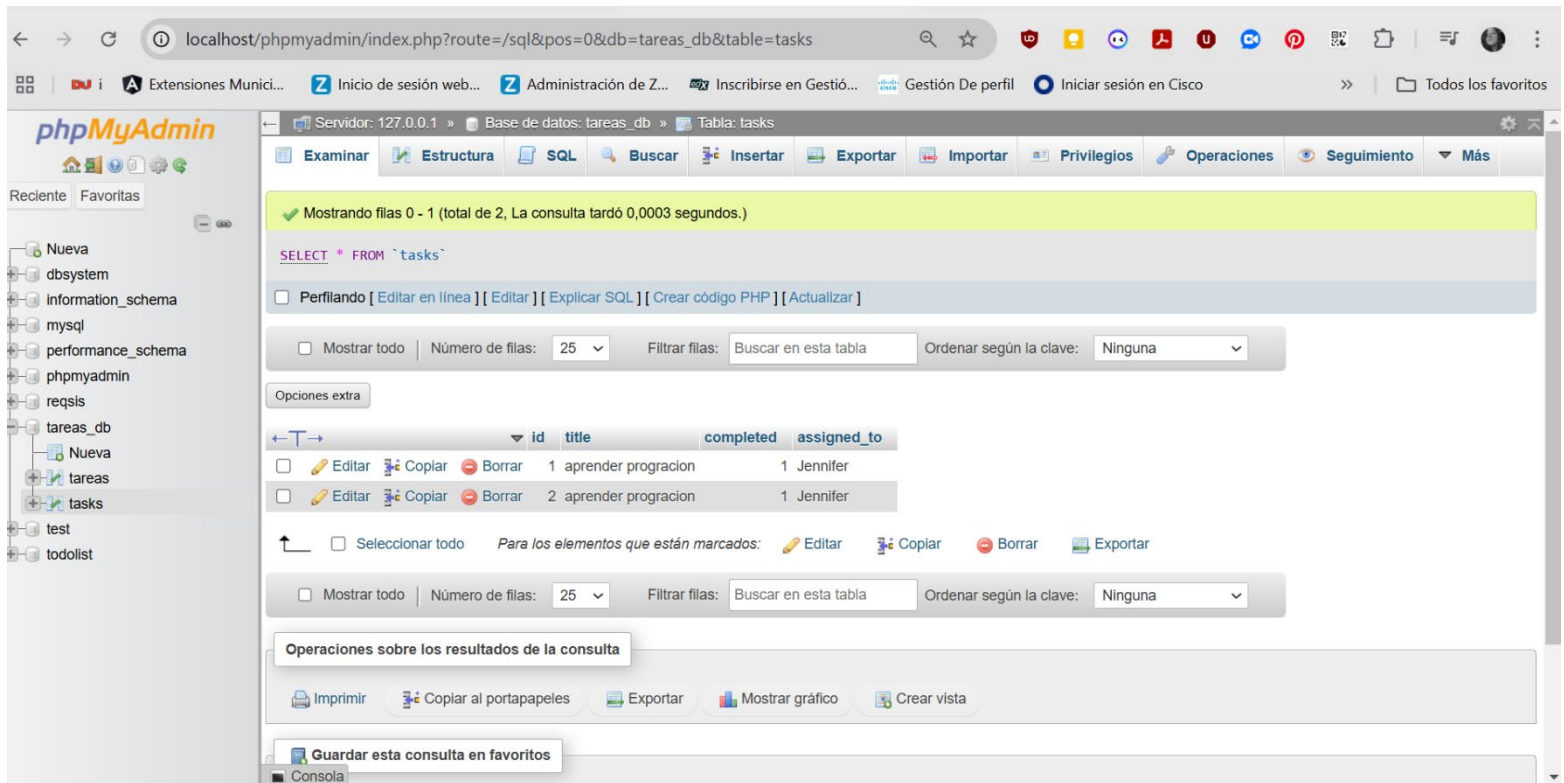 localhost/phpmyadmin/index.php?route=/sql&pos=0&db=tareas_db&table=tasks
i Extensiones Munici... Inicio de sesión web... Administración de Z... Inscribirse en Gestió... Gestión De perfil Iniciar sesión en Cisco » Todos los favoritos
phpMyAdmin
Reciente Favoritas
Nueva
dbsystem
information_schema
mysql
performance_schema
phpmyadmin
reqsis
tareas_db
Nueva
tareas
tasks
test
todolist
Servidor: 127.0.0.1 » Base de datos: tareas_db » Tabla: tasks
Examinar Estructura SQL Buscar Insertar Exportar Importar Privilegios Operaciones Seguimiento Más
Mostrando filas 0 - 1 (total de 2, La consulta tardó 0,0003 segundos.)
SELECT * FROM `tasks`
Perfilando [ Editar en línea ] [ Editar ] [ Explicar SQL ] [ Crear código PHP ] [ Actualizar ]
Mostrar todo | Número de filas: 25 Filtrar filas: Buscar en esta tabla Ordenar según la clave: Ninguna
Opciones extra
←T→ id title completed assigned_to
Editar Copiar Borrar 1 aprender progracion 1 Jennifer
Editar Copiar Borrar 2 aprender progracion 1 Jennifer
Seleccionar todo Para los elementos que están marcados: Editar Copiar Borrar Exportar
Mostrar todo | Número de filas: 25 Filtrar filas: Buscar en esta tabla Ordenar según la clave: Ninguna
Operaciones sobre los resultados de la consulta
Imprimir Copiar al portapapeles Exportar Mostrar gráfico Crear vista
Guardar esta consulta en favoritos
Consola